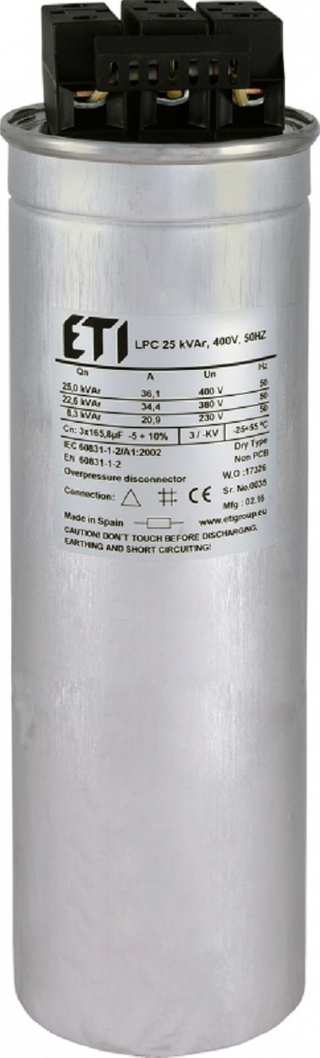 ETI LPC 25 kVAr, 400V, 50HZ
Qn A Un Hz
25,0 kVAr 36,1 400 V 50
22,6 kVAr 34,4 380 V 50
8,3 kVAr 20,9 230 V 50
Cn: 3x165,8µF -5 + 10% 3 / -KV -25+55 ºC
IEC 60831-1-2/A1:2002 Dry Type
EN 60831-1-2 Non PCB
Overpressure disconnector W.O :17326
Connection: CE Sr. No.:0035
Mfg : 02.16
Made in Spain www.etigroup.eu
CAUTION! DON'T TOUCH BEFORE DISCHARGING,
EARTHING AND SHORT CIRCUITING!